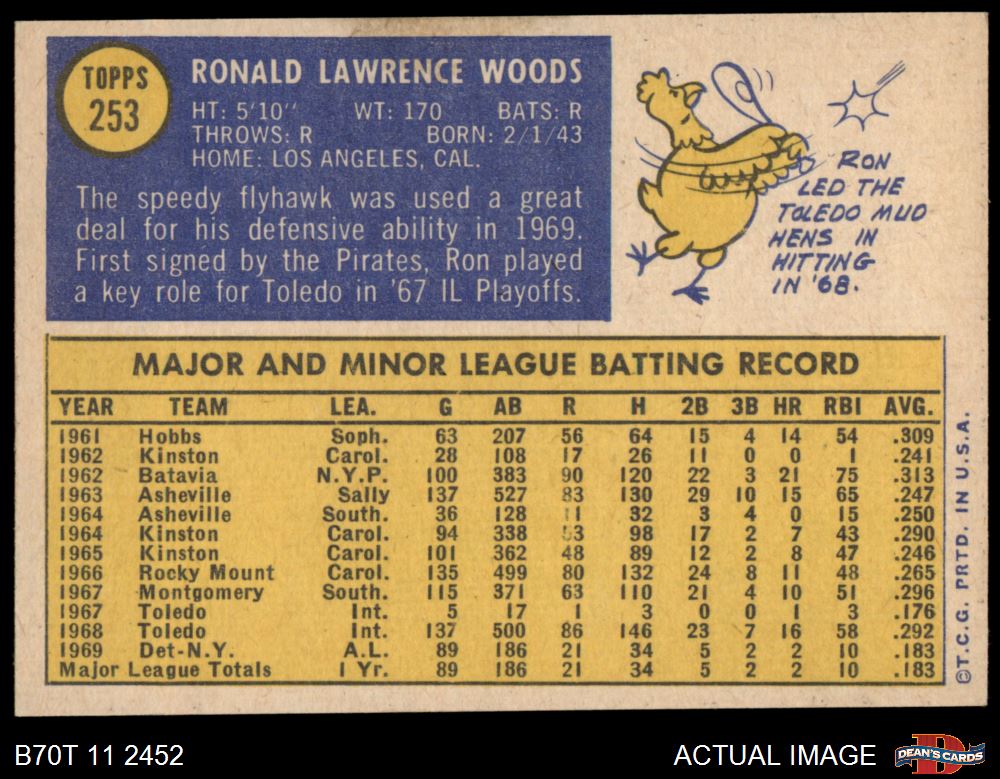 TOPPS
253
RONALD LAWRENCE WOODS
HT: 5'10" WT: 170 BATS: R
THROWS: R BORN: 2/1/43
HOME: LOS ANGELES, CAL.
The speedy flyhawk was used a great
deal for his defensive ability in 1969.
First signed by the Pirates, Ron played
a key role for Toledo in '67 IL Playoffs.
RON
LED THE
TOLEDO MUD
HENS IN
HITTING
IN '68.
MAJOR AND MINOR LEAGUE BATTING RECORD
YEAR TEAM LEA. G AB R H 2B 3B HR RBI AVG.
1961 Hobbs Soph. 63 207 56 64 15 4 14 54 .309
1962 Kinston Carol. 28 108 17 26 11 0 0 1 .241
1962 Batavia N.Y.P. 100 383 90 120 22 3 21 75 .313
1963 Asheville Sally 137 527 83 130 29 10 15 65 .247
1964 Asheville South. 36 128 11 32 3 4 0 15 .250
1964 Kinston Carol. 94 338 53 98 17 2 7 43 .290
1965 Kinston Carol. 101 362 48 89 12 2 8 47 .246
1966 Rocky Mount Carol. 135 499 80 132 24 8 11 48 .265
1967 Montgomery South. 115 371 63 110 21 4 10 51 .296
1967 Toledo Int. 5 17 1 3 0 0 1 3 .176
1968 Toledo Int. 137 500 86 146 23 7 16 58 .292
1969 Det-N.Y. A.L. 89 186 21 34 5 2 2 10 .183
Major League Totals 1 Yr. 89 186 21 34 5 2 2 10 .183
©T.C.G. PRTD. IN U.S.A.
B70T 11 2452
ACTUAL IMAGE
D
DEAN'S CARDS